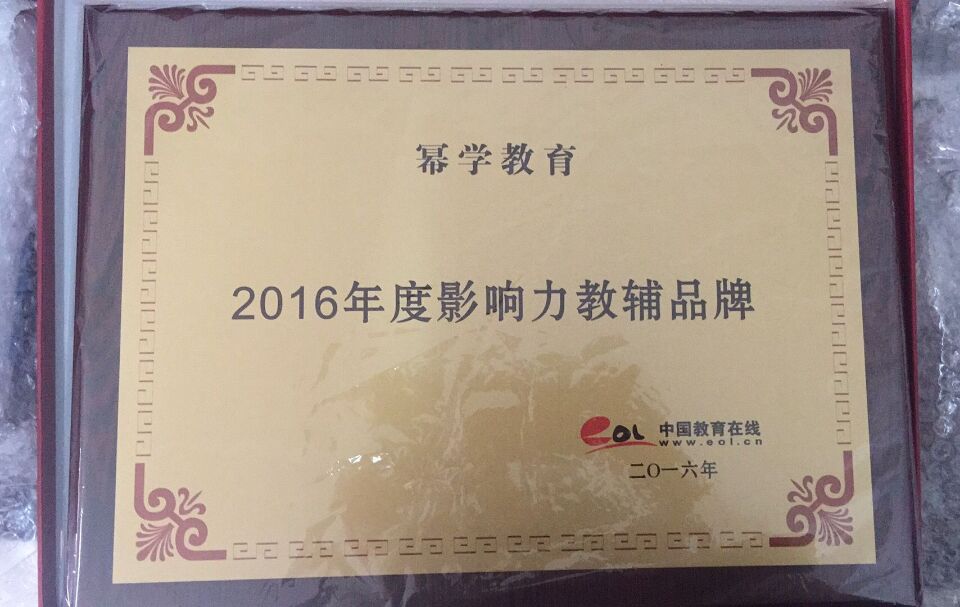 幂学教育
2016年度影响力教辅品牌
eOL 中国教育在线
www.eol.cn
二〇一六年